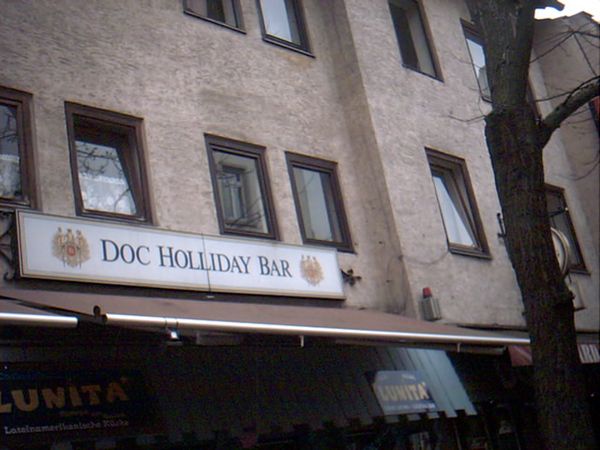 DOC HOLLIDAY BAR
LUNITA
Lateinamerikanische Küche
LUNITA